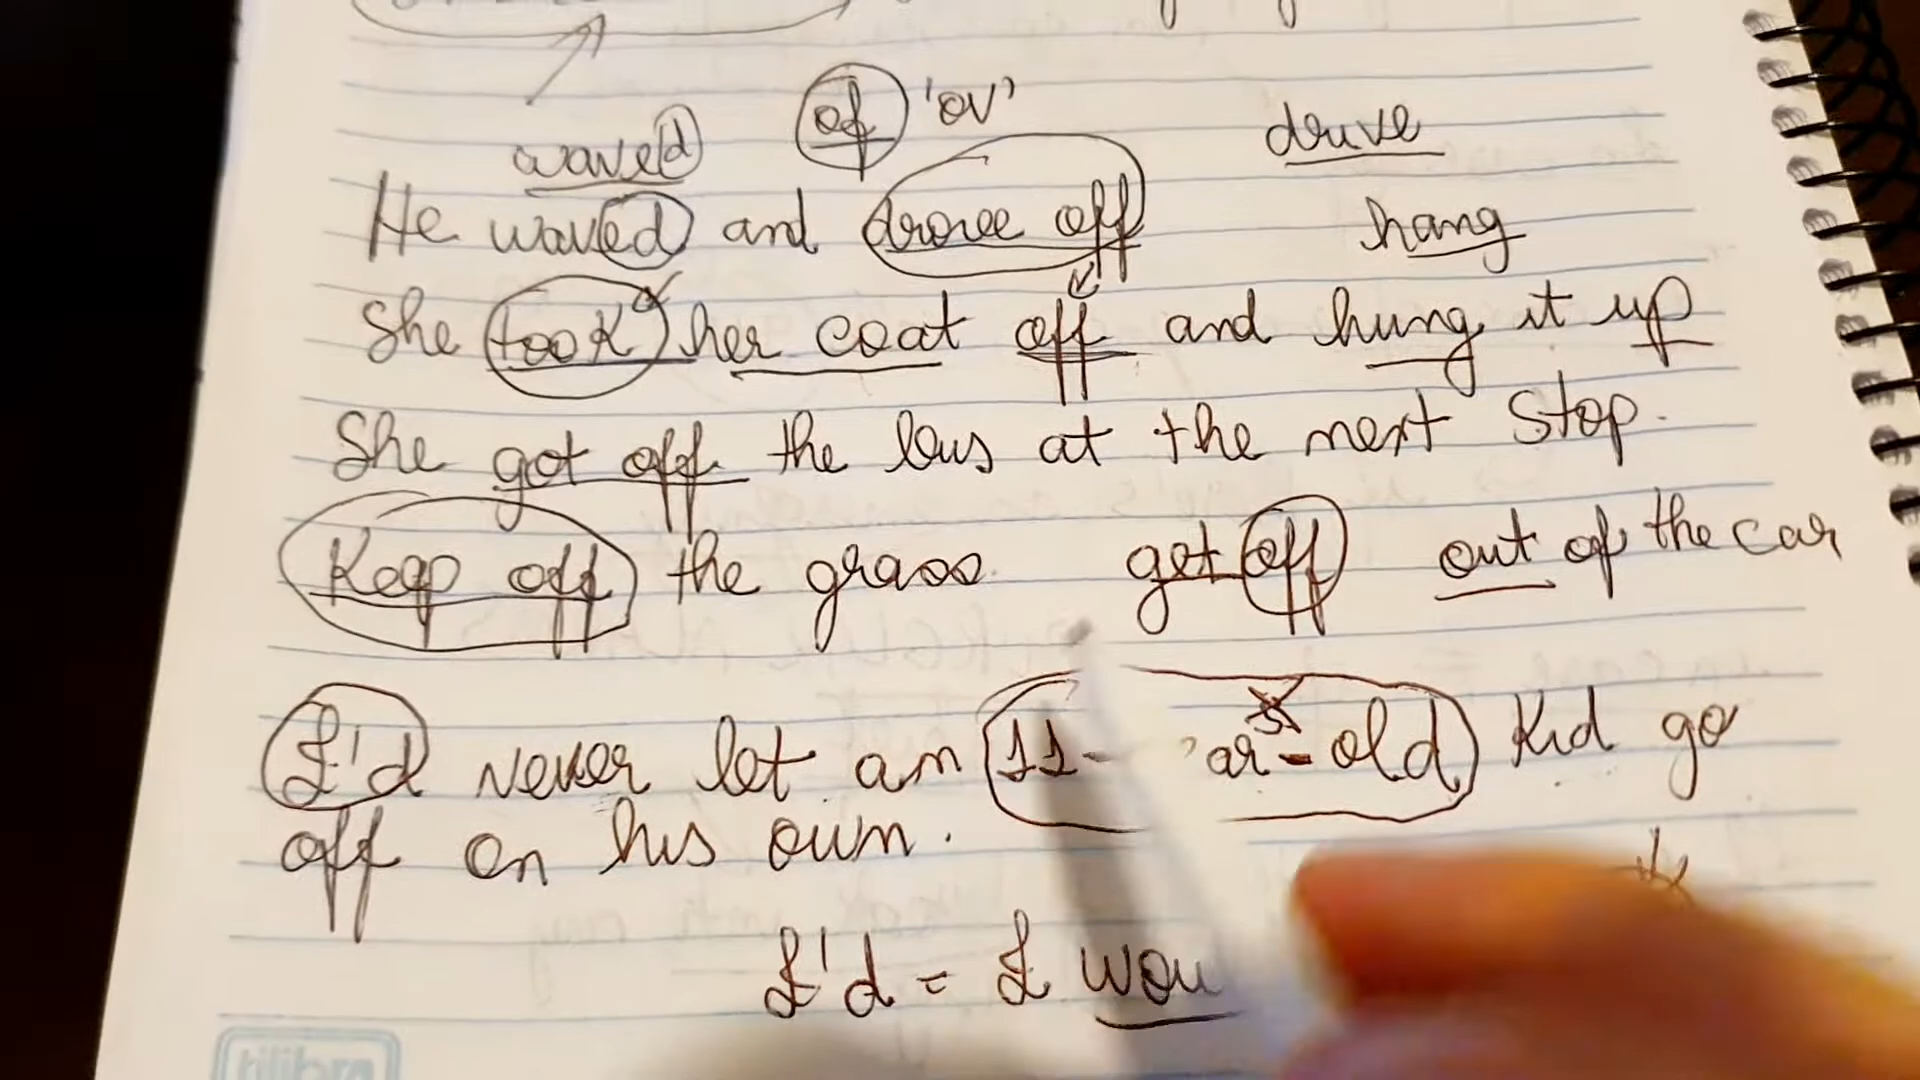 of 'ov'
drive
waved
He waved and drove off
hang
She took her coat off and hung it up
She got off the bus at the next stop.
Keep off the grass. get off out of the car
s
I'd never let an 11- ar-old Kid go
off on his own.
I'd = I wou
tilibra